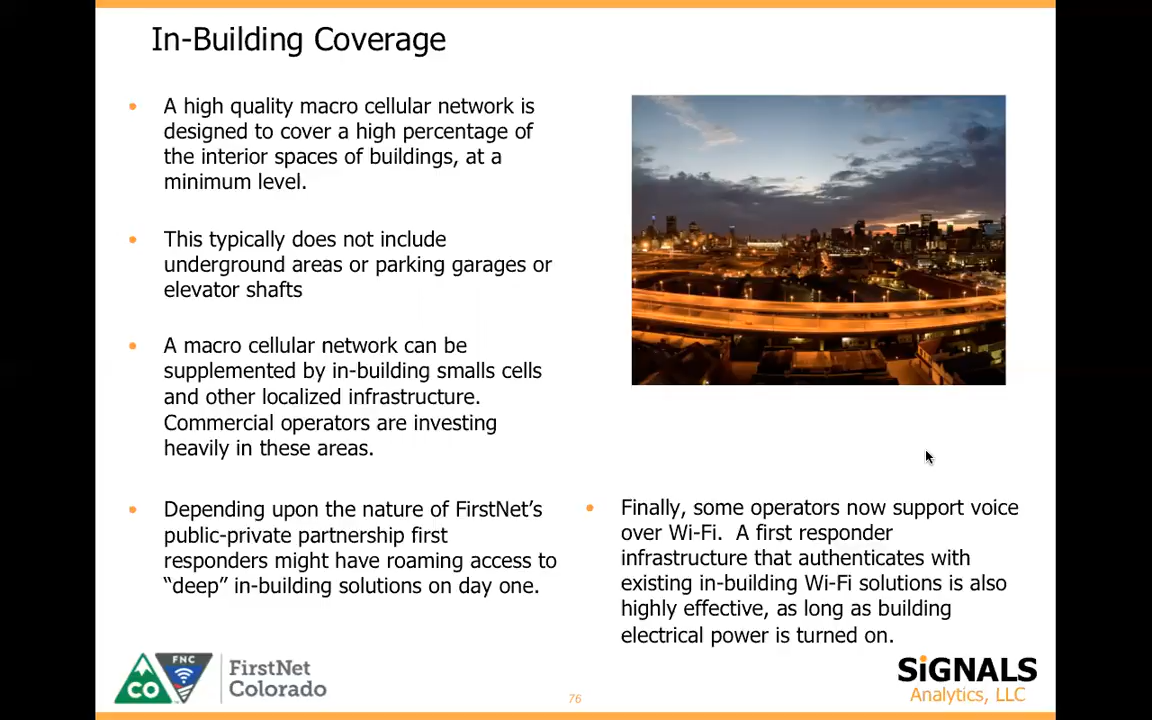 In-Building Coverage
• A high quality macro cellular network is
designed to cover a high percentage of
the interior spaces of buildings, at a
minimum level.
• This typically does not include
underground areas or parking garages or
elevator shafts
• A macro cellular network can be
supplemented by in-building smalls cells
and other localized infrastructure.
Commercial operators are investing
heavily in these areas.
• Depending upon the nature of FirstNet's
public-private partnership first
responders might have roaming access to
“deep” in-building solutions on day one.
• Finally, some operators now support voice
over Wi-Fi.  A first responder
infrastructure that authenticates with
existing in-building Wi-Fi solutions is also
highly effective, as long as building
electrical power is turned on.
CO
FNC
FirstNet
Colorado
76
SiGNALS
Analytics, LLC